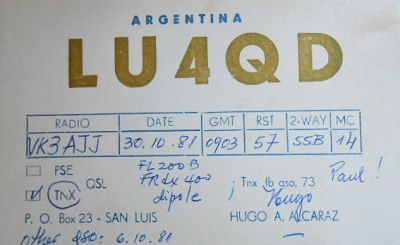 ARGENTINA
LU4QD
RADIO DATE GMT RST 2-WAY MC
VK3AJJ 30.10.81 0903 57 SSB 14
PSE QSL TNX
FL200B
FRdx 400
dipole
¡Tnx fb qso, 73 Paul!
Hugo
P. O. Box 23 - SAN LUIS HUGO A. ALCARAZ
Other QSO: 6.10.81